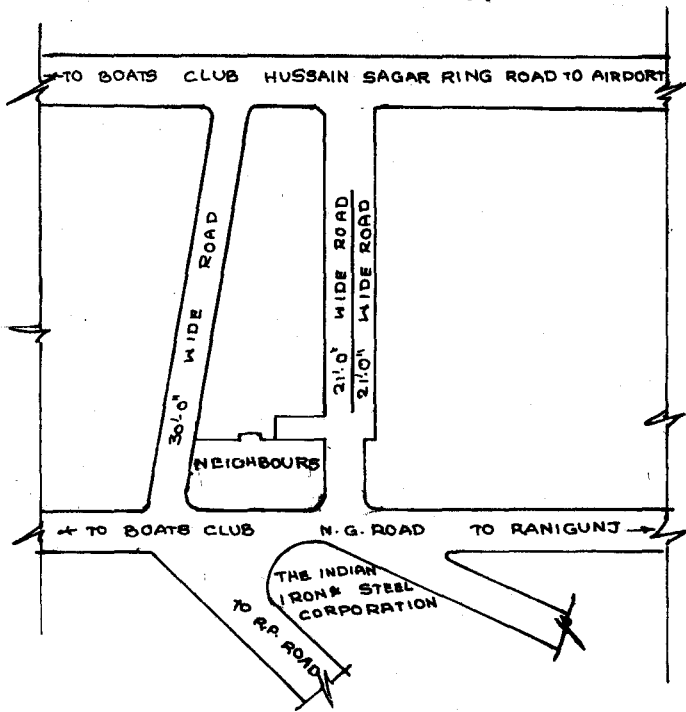 TO BOATS CLUB HUSSAIN SAGAR RING ROAD TO AIRDORT
30'-0" WIDE ROAD
21'.0" WIDE ROAD
21'.0" WIDE ROAD
NEIGHBOURS
TO BOATS CLUB N.G. ROAD TO RANIGUNJ
THE INDIAN
IRON & STEEL
CORPORATION
TO R.P. ROAD